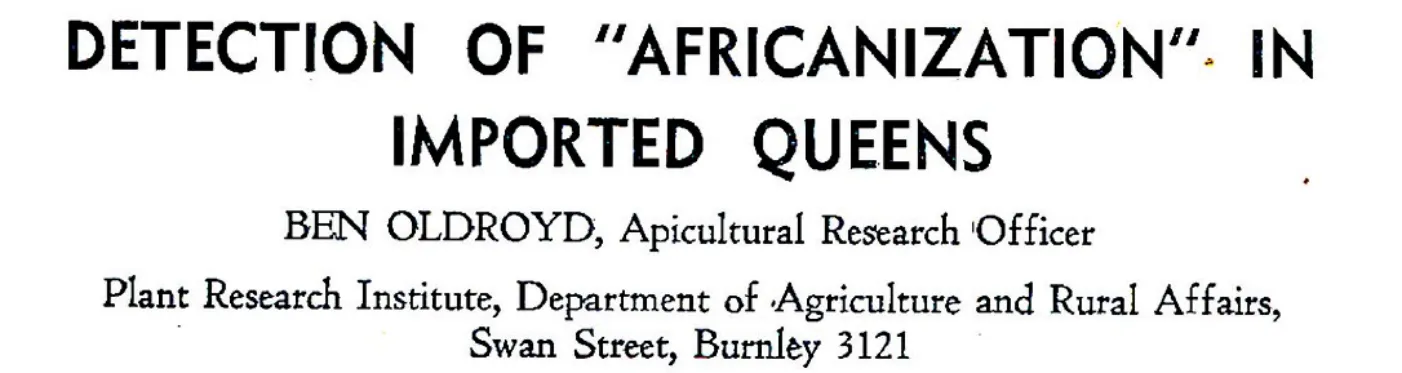 DETECTION OF "AFRICANIZATION" IN
IMPORTED QUEENS
BEN OLDROYD, Apicultural Research Officer
Plant Research Institute, Department of Agriculture and Rural Affairs,
Swan Street, Burnley 3121